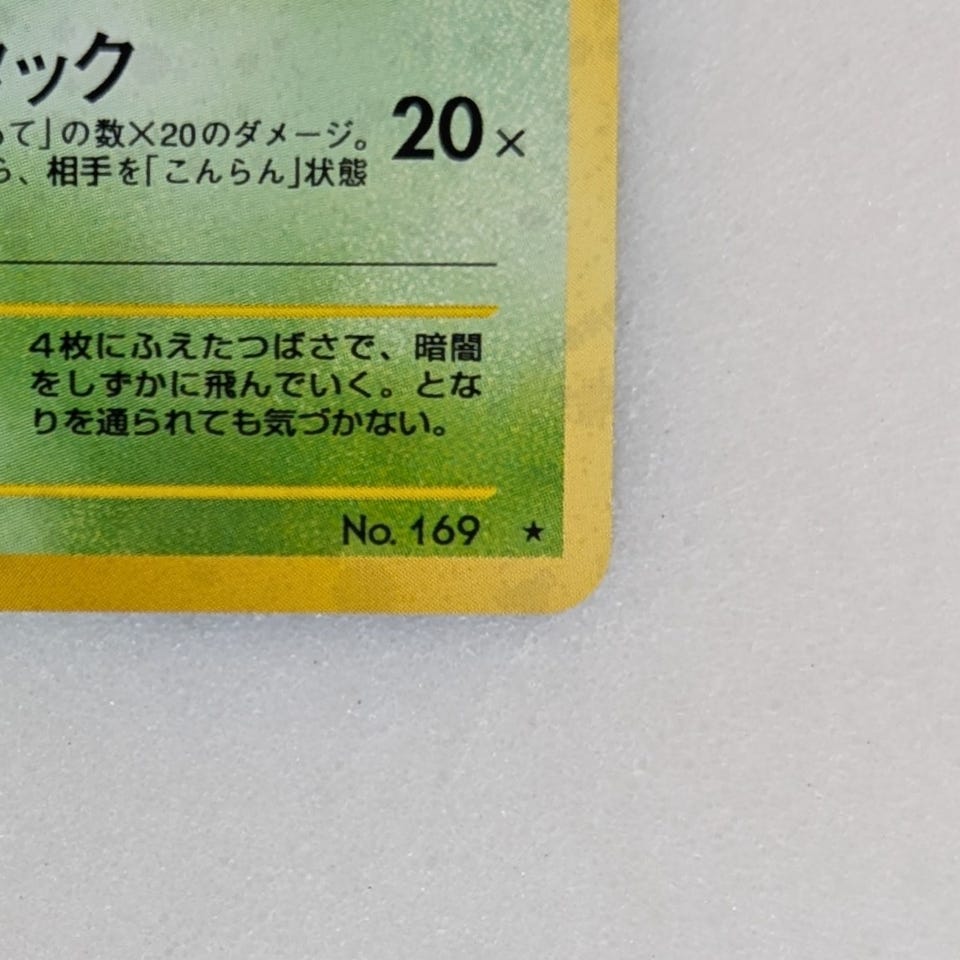 ック
て」の数×20のダメージ。 20×
ら、相手を「こんらん」状態
4枚にふえたつばさで、暗闇
をしずかに飛んでいく。とな
りを通られても気づかない。
No. 169 ★